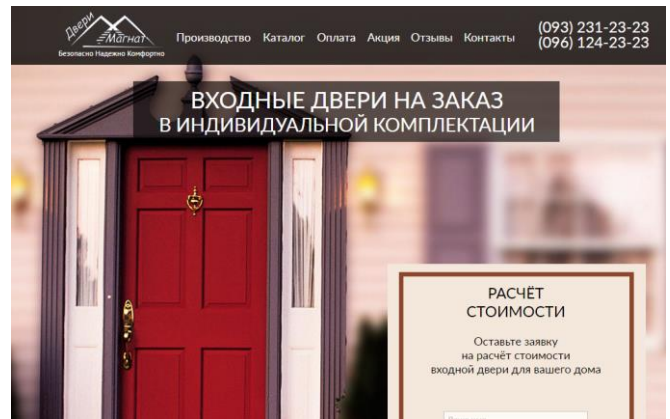 Двери
Магнат
Безопасно Надежно Комфортно
Производство Каталог Оплата Акция Отзывы Контакты
(093) 231-23-23
(096) 124-23-23
ВХОДНЫЕ ДВЕРИ НА ЗАКАЗ
В ИНДИВИДУАЛЬНОЙ КОМПЛЕКТАЦИИ
РАСЧЁТ
СТОИМОСТИ
Оставьте заявку
на расчёт стоимости
входной двери для вашего дома